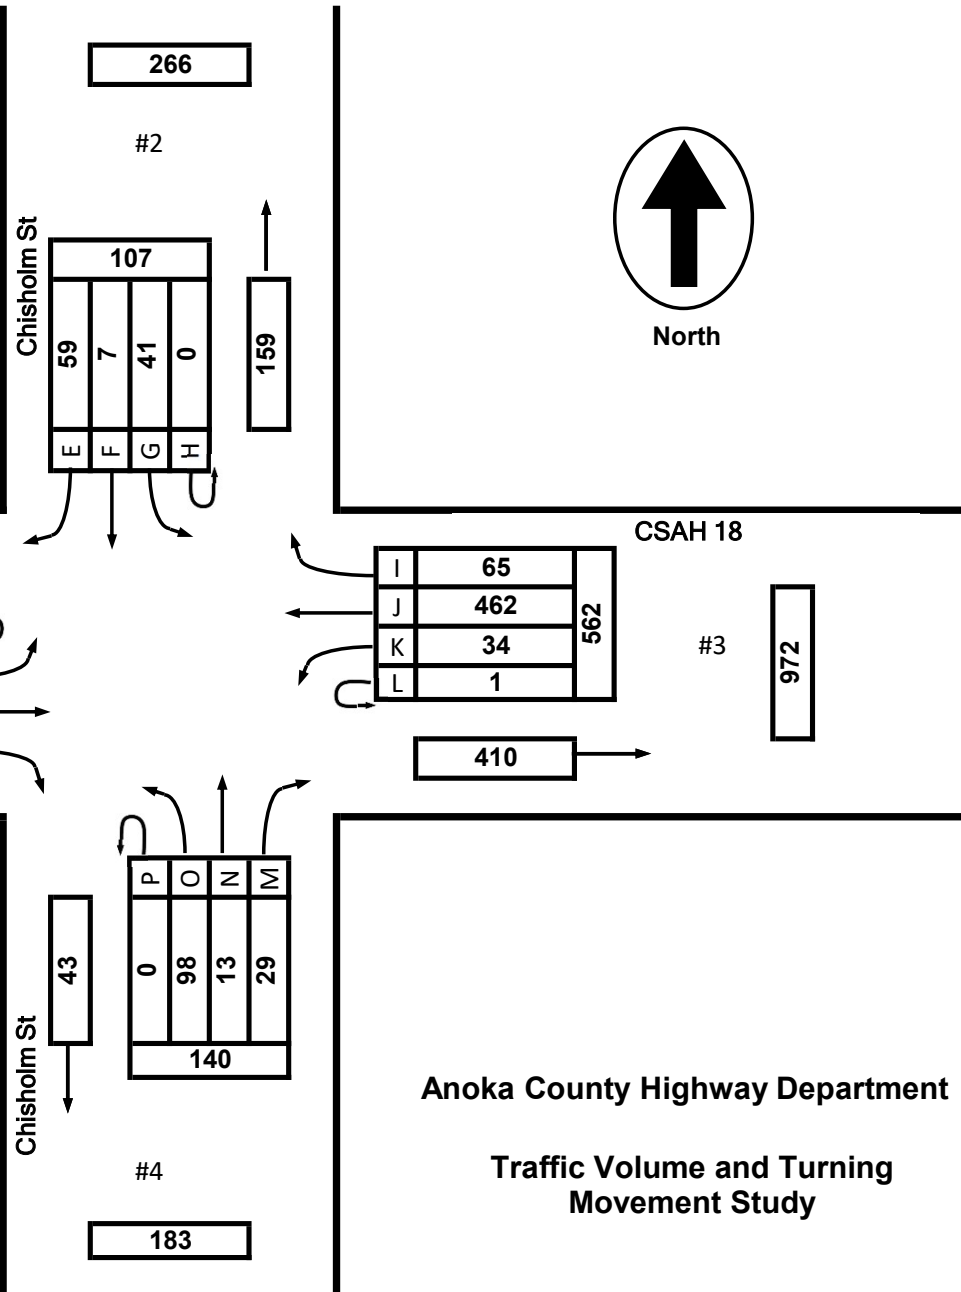 266
#2
Chisholm St
107
59 7 41 0
E F G H
159
North
CSAH 18
I 65
J 462
K 34
L 1
562
#3
972
410
P O N M
0 98 13 29
140
43
Chisholm St
#4
183
Anoka County Highway Department
Traffic Volume and Turning
Movement Study